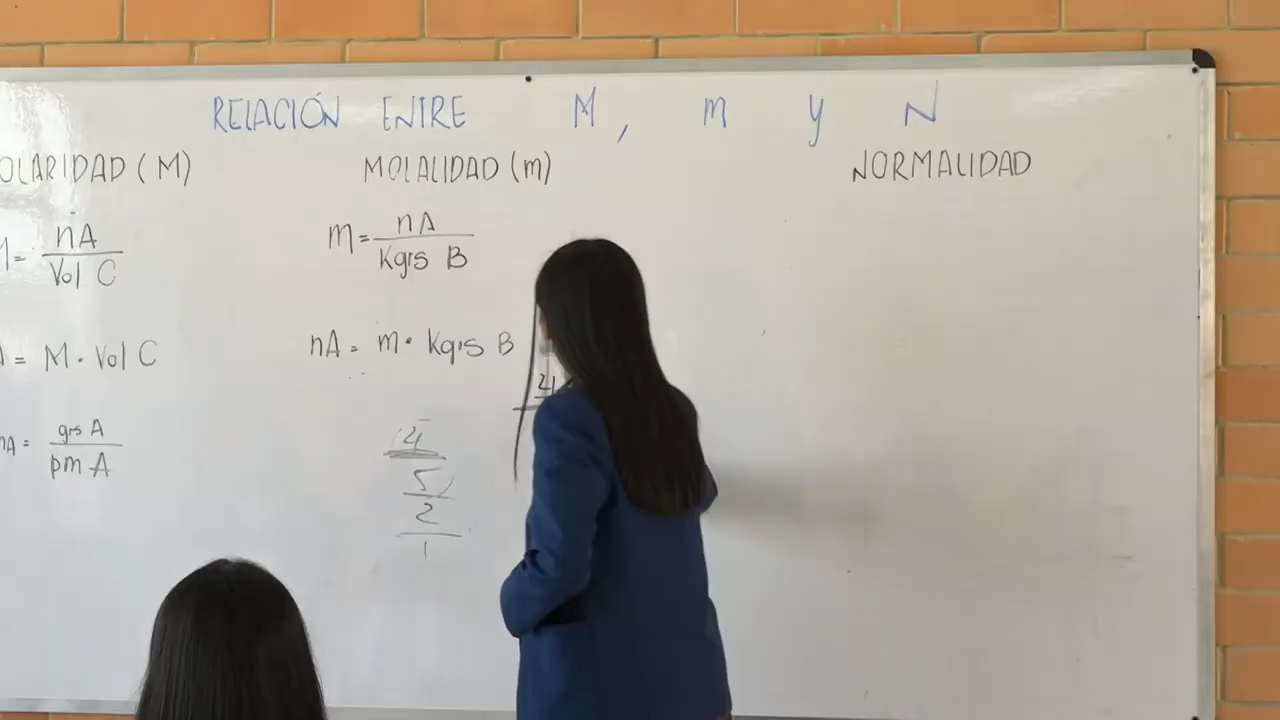 RELACIÓN ENTRE M, m y N
OLARIDAD (M)
M = nA
Vol C
= M · Vol C
nA = grs A
pm A
MOLALIDAD (m)
m = nA
Kgrs B
nA = m · Kgrs B
4
5
2
1
4
NORMALIDAD